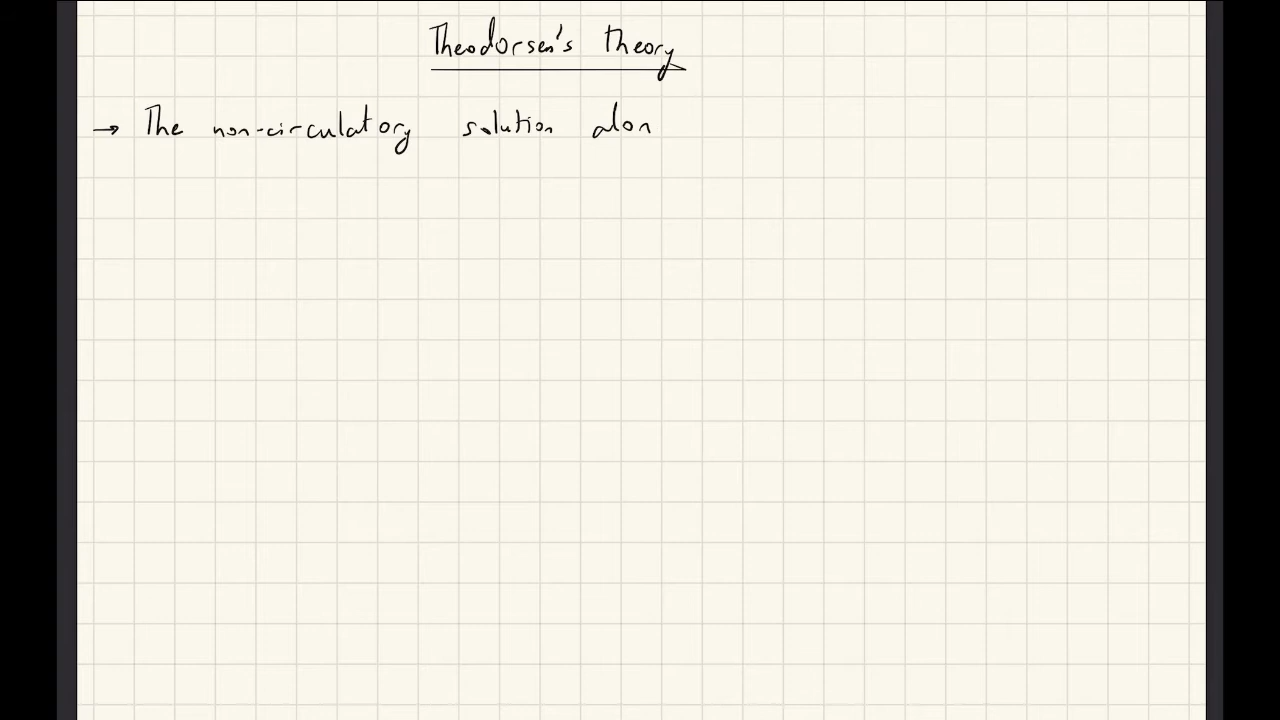 Theodorsen's theory
→ The non-circulatory solution alon